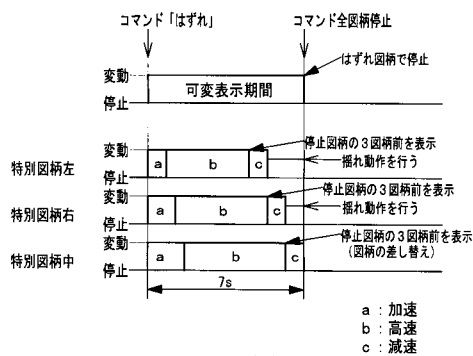 コマンド「はずれ」
コマンド全図柄停止
はずれ図柄で停止
変動
可変表示期間
停止
停止図柄の3図柄前を表示
変動
揺れ動作を行う
特別図柄左
a
b
c
停止
停止図柄の3図柄前を表示
変動
揺れ動作を行う
特別図柄右
a
b
c
停止
停止図柄の3図柄前を表示
(図柄の差し替え)
変動
特別図柄中
a
b
c
停止
7s
a:加速
b:高速
c:減速